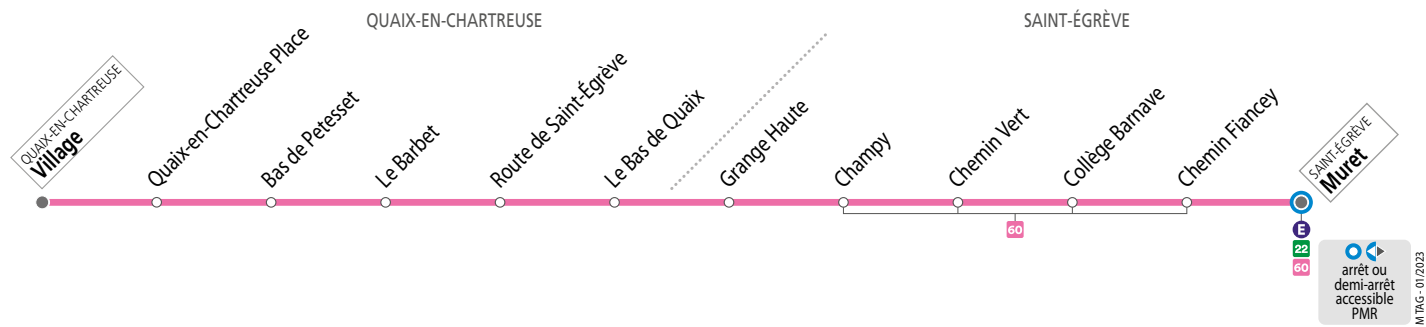 QUAIX-EN-CHARTREUSE
SAINT-ÉGRÈVE
QUAIX-EN-CHARTREUSE
Village
Quaix-en-Chartreuse Place
Bas de Petesset
Le Barbet
Route de Saint-Égrève
Le Bas de Quaix
Grange Haute
Champy
Chemin Vert
Collège Barnave
Chemin Fiancey
SAINT-ÉGRÈVE
Muret
60
E
22
60
arrêt ou
demi-arrêt
accessible
PMR
M TAG - 01/2023